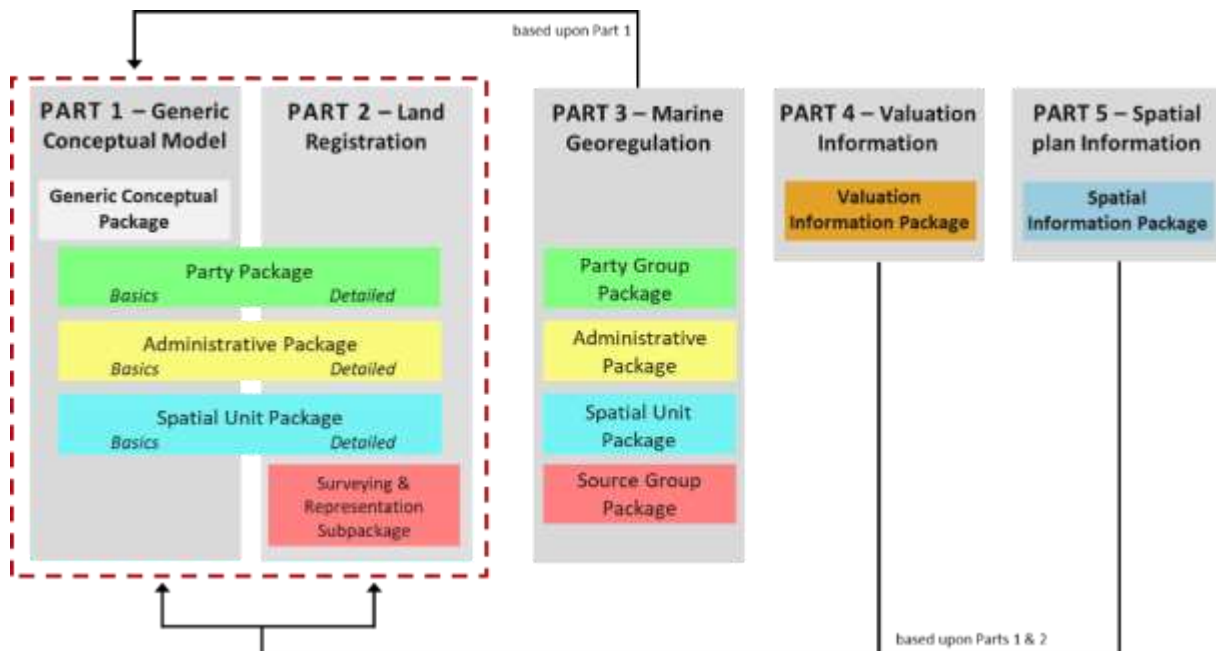 based upon Part 1
PART 1 – Generic
Conceptual Model
Generic Conceptual
Package
PART 2 – Land
Registration
Party Package
Basics Detailed
Administrative Package
Basics Detailed
Spatial Unit Package
Basics Detailed
Surveying &
Representation
Subpackage
PART 3 – Marine
Georegulation
Party Group
Package
Administrative
Package
Spatial Unit
Package
Source Group
Package
PART 4 – Valuation
Information
Valuation
Information Package
PART 5 – Spatial
plan Information
Spatial
Information Package
based upon Parts 1 & 2